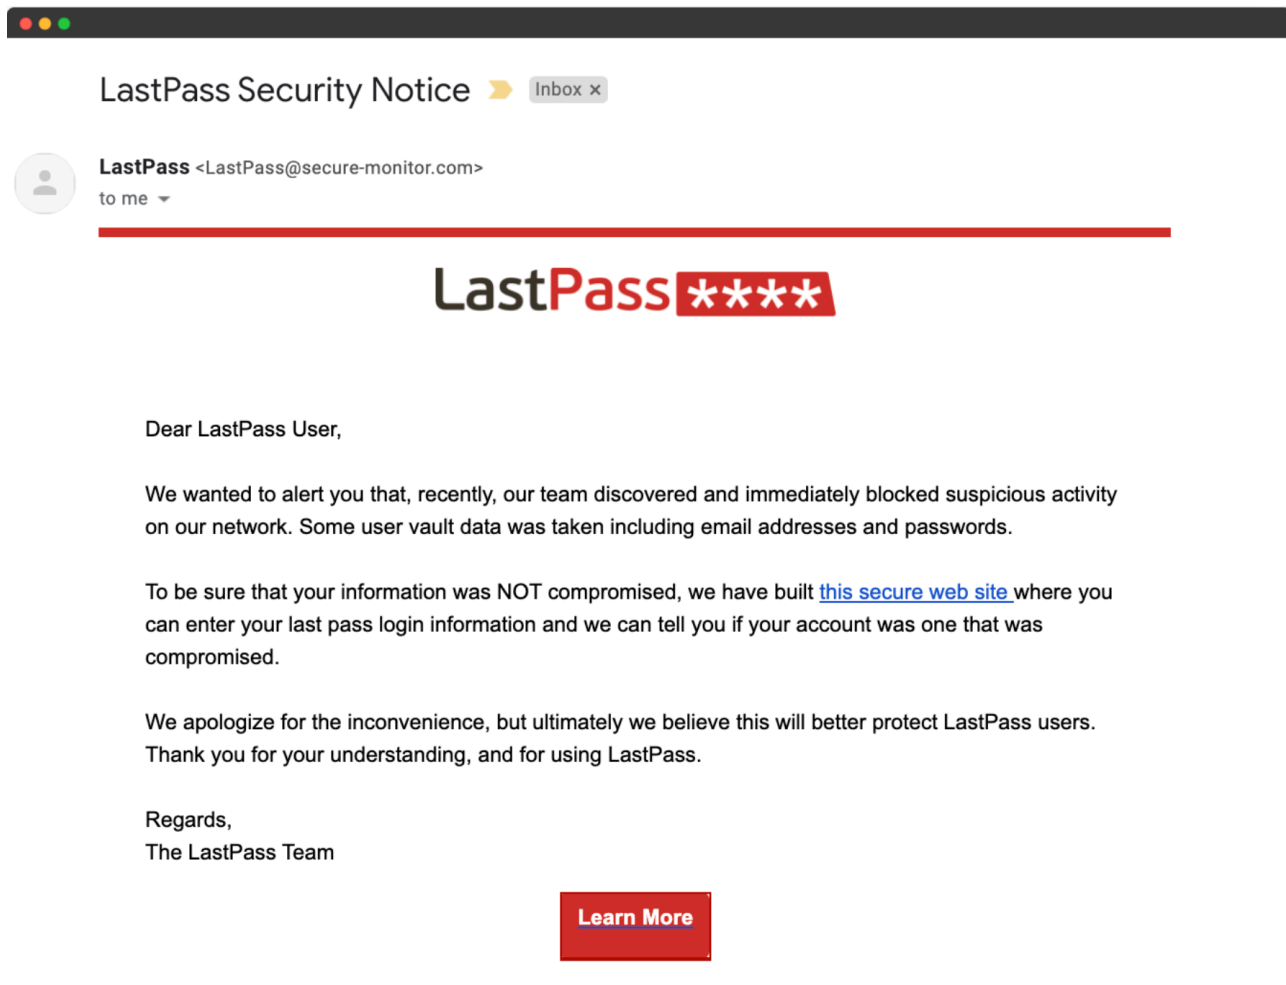 LastPass Security Notice Inbox ×
LastPass <LastPass@secure-monitor.com>
to me
LastPass ****
Dear LastPass User,
We wanted to alert you that, recently, our team discovered and immediately blocked suspicious activity
on our network. Some user vault data was taken including email addresses and passwords.
To be sure that your information was NOT compromised, we have built this secure web site where you
can enter your last pass login information and we can tell you if your account was one that was
compromised.
We apologize for the inconvenience, but ultimately we believe this will better protect LastPass users.
Thank you for your understanding, and for using LastPass.
Regards,
The LastPass Team
Learn More